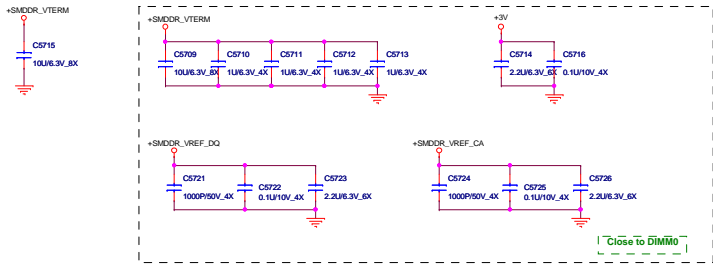 +SMDDR_VTERM
C5715
10U/6.3V_8X
+SMDDR_VTERM
C5709
10U/6.3V_8X
C5710
1U/6.3V_4X
C5711
1U/6.3V_4X
C5712
1U/6.3V_4X
C5713
1U/6.3V_4X
+3V
C5714
2.2U/6.3V_6X
C5716
0.1U/10V_4X
+SMDDR_VREF_DQ
C5721
1000P/50V_4X
C5722
0.1U/10V_4X
C5723
2.2U/6.3V_6X
+SMDDR_VREF_CA
C5724
1000P/50V_4X
C5725
0.1U/10V_4X
C5726
2.2U/6.3V_6X
Close to DIMM0